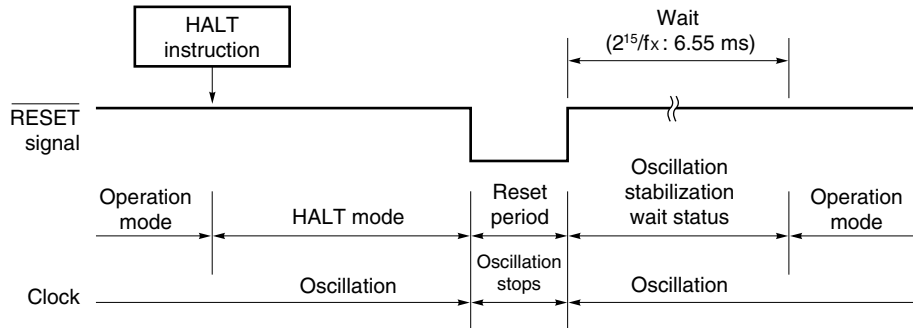 HALT
instruction
Wait
(2¹⁵/fx : 6.55 ms)
RESET
signal
Operation
mode
HALT mode
Reset
period
Oscillation
stabilization
wait status
Operation
mode
Clock
Oscillation
Oscillation
stops
Oscillation